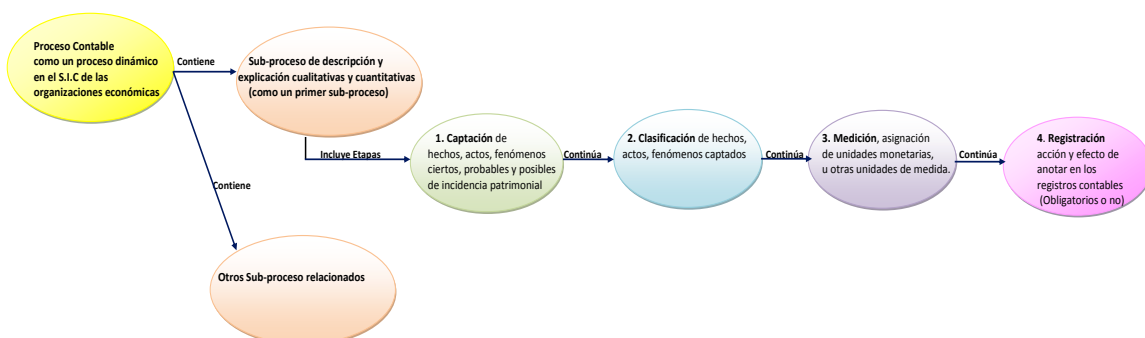 Proceso Contable
como un proceso dinámico
en el S.I.C de las
organizaciones económicas
Contiene
Sub-proceso de descripción y
explicación cualitativas y cuantitativas
(como un primer sub-proceso)
Incluye Etapas
1. Captación de
hechos, actos, fenómenos
ciertos, probables y posibles
de incidencia patrimonial
Continúa
2. Clasificación de hechos,
actos, fenómenos captados
Continúa
3. Medición, asignación
de unidades monetarias,
u otras unidades de medida.
Continúa
4. Registración
acción y efecto de
anotar en los
registros contables
(Obligatorios o no)
Contiene
Otros Sub-proceso relacionados